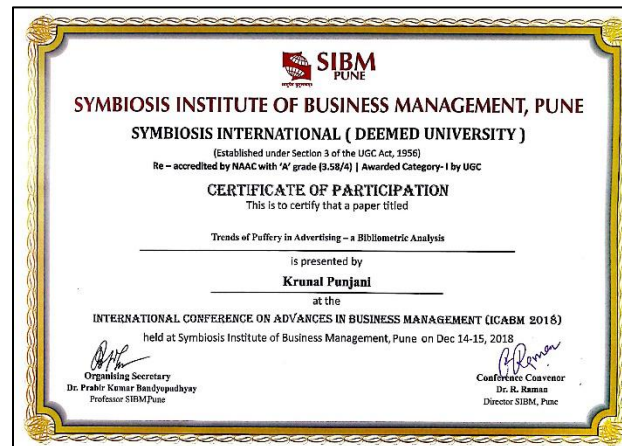 SIBM
PUNE
SYMBIOSIS INSTITUTE OF BUSINESS MANAGEMENT, PUNE
SYMBIOSIS INTERNATIONAL ( DEEMED UNIVERSITY )
(Established under Section 3 of the UGC Act, 1956)
Re – accredited by NAAC with ‘A’ grade (3.58/4) | Awarded Category- I by UGC
CERTIFICATE OF PARTICIPATION
This is to certify that a paper titled
Trends of Puffery in Advertising – a Bibliometric Analysis
is presented by
Krunal Punjani
at the
INTERNATIONAL CONFERENCE ON ADVANCES IN BUSINESS MANAGEMENT (ICABM 2018)
held at Symbiosis Institute of Business Management, Pune on Dec 14-15, 2018
Organising Secretary
Dr. Prabir Kumar Bandyopadhyay
Professor SIBM,Pune
Conference Convenor
Dr. R. Raman
Director SIBM, Pune